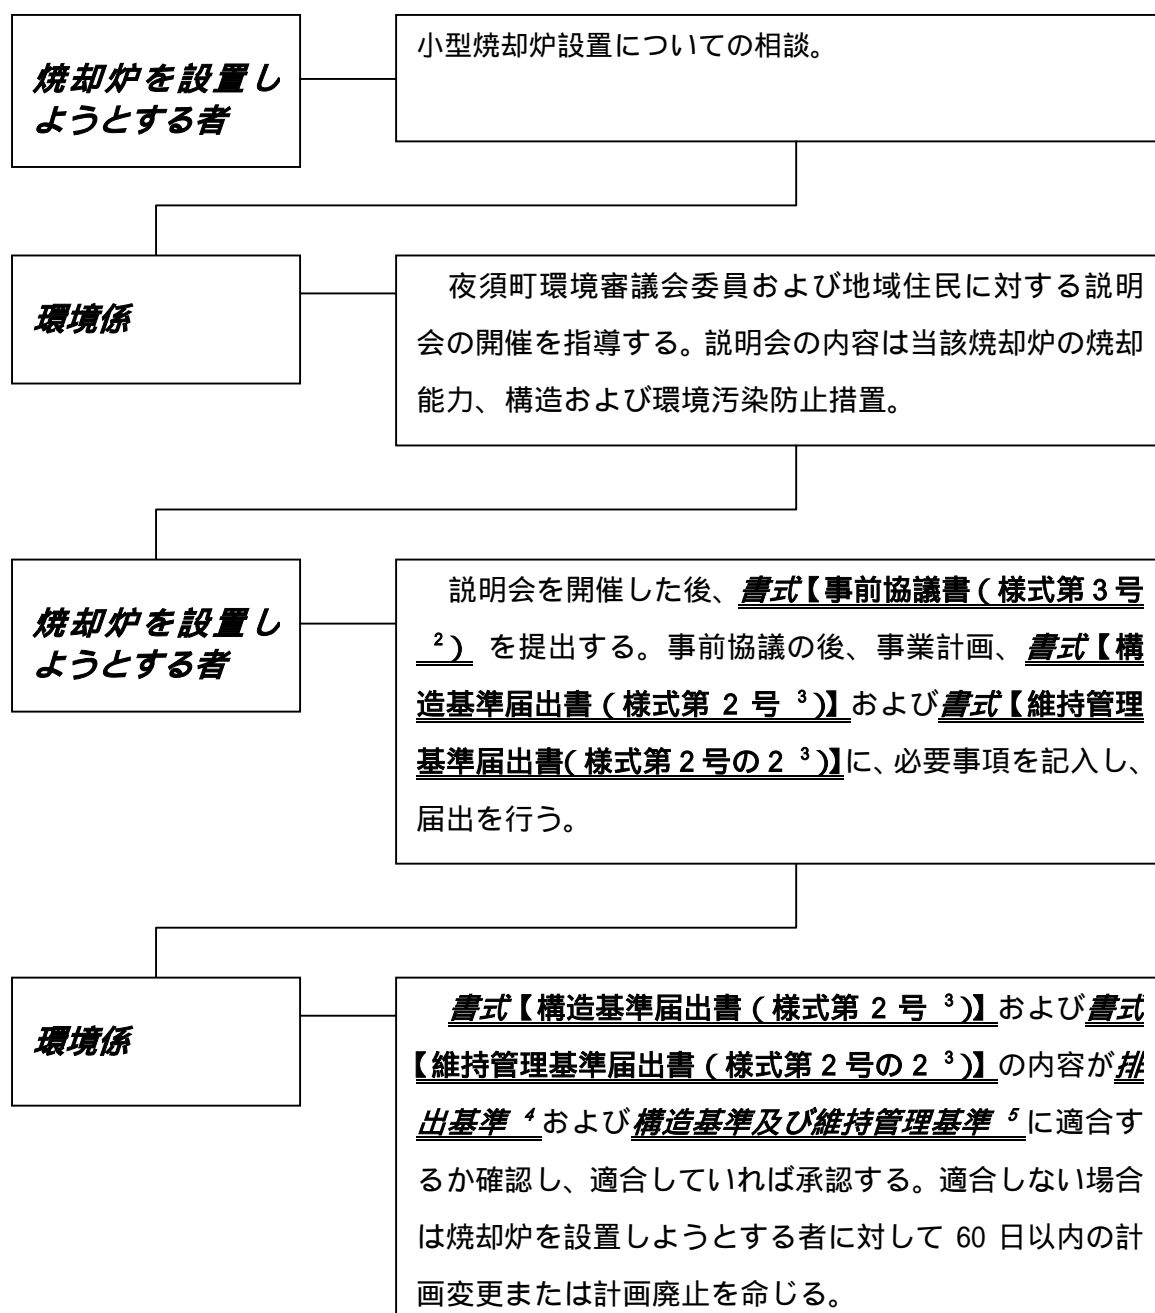 焼却炉を設置し
ようとする者
小型焼却炉設置についての相談。
環境係
夜須町環境審議会委員および地域住民に対する説明
会の開催を指導する。説明会の内容は当該焼却炉の焼却
能力、構造および環境汚染防止措置。
焼却炉を設置し
ようとする者
説明会を開催した後、書式【事前協議書(様式第3号
2) を提出する。事前協議の後、事業計画、書式【構
造基準届出書(様式第 2 号 3)】および書式【維持管理
基準届出書(様式第2号の2 3)】に、必要事項を記入し、
届出を行う。
環境係
書式【構造基準届出書(様式第 2 号 3)】および書式
【維持管理基準届出書(様式第2号の2 3)】の内容が排
出基準 4および構造基準及び維持管理基準 5に適合す
るか確認し、適合していれば承認する。適合しない場合
は焼却炉を設置しようとする者に対して 60 日以内の計
画変更または計画廃止を命じる。